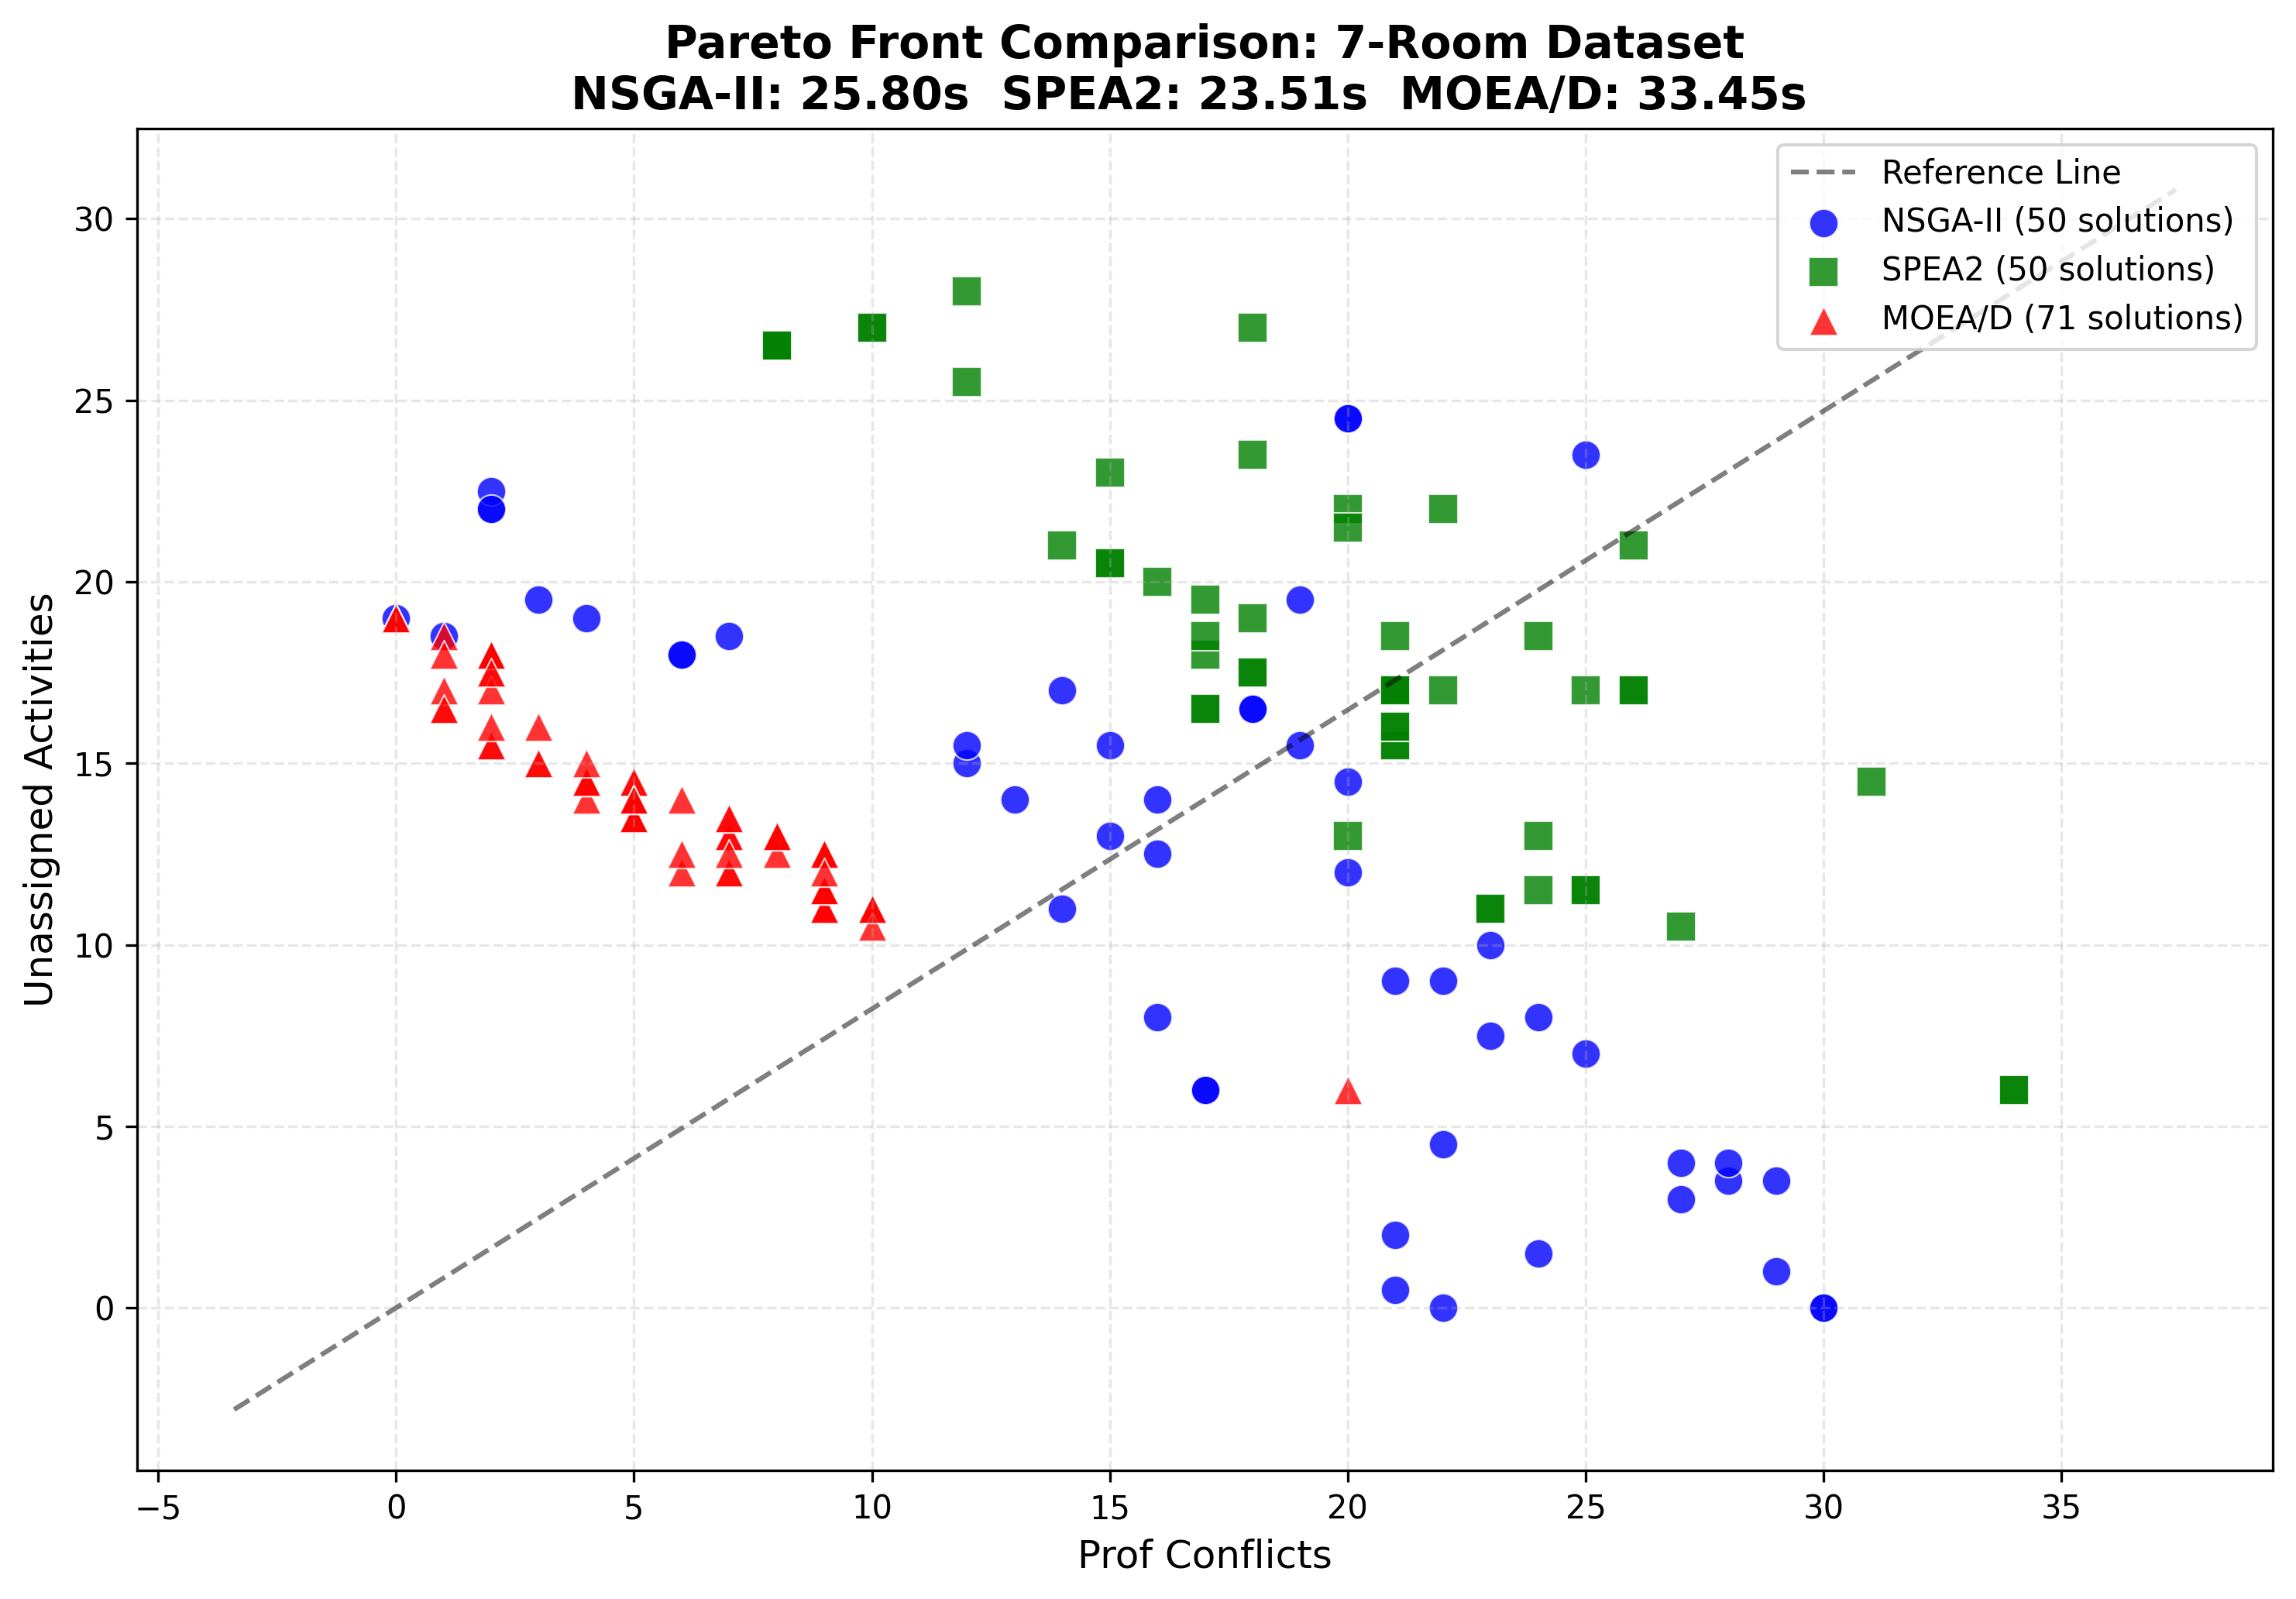 Pareto Front Comparison: 7-Room Dataset
NSGA-II: 25.80s  SPEA2: 23.51s  MOEA/D: 33.45s
Reference Line
NSGA-II (50 solutions)
SPEA2 (50 solutions)
MOEA/D (71 solutions)
Unassigned Activities
30
25
20
15
10
5
0
−5
0
5
10
15
20
25
30
35
Prof Conflicts